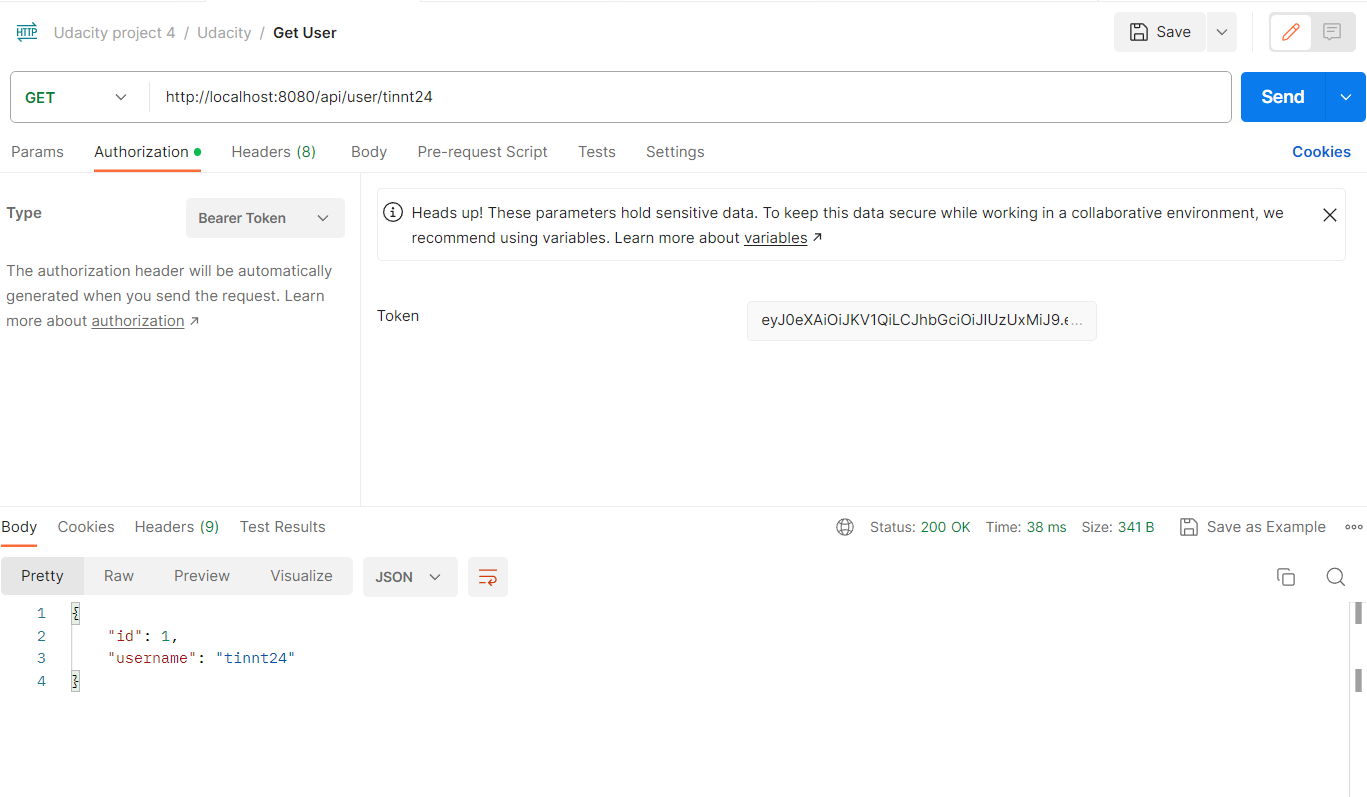 HTTP Udacity project 4 / Udacity / Get User Save
GET http://localhost:8080/api/user/tinnt24 Send
Params Authorization Headers (8) Body Pre-request Script Tests Settings Cookies
Type Bearer Token
The authorization header will be automatically
generated when you send the request. Learn
more about authorization ↗
Heads up! These parameters hold sensitive data. To keep this data secure while working in a collaborative environment, we
recommend using variables. Learn more about variables ↗
Token eyJ0eXAiOiJKV1QiLCJhbGciOiJIUzUxMiJ9.e...
Body Cookies Headers (9) Test Results Status: 200 OK Time: 38 ms Size: 341 B Save as Example
Pretty Raw Preview Visualize JSON
1 {
2 "id": 1,
3 "username": "tinnt24"
4 }